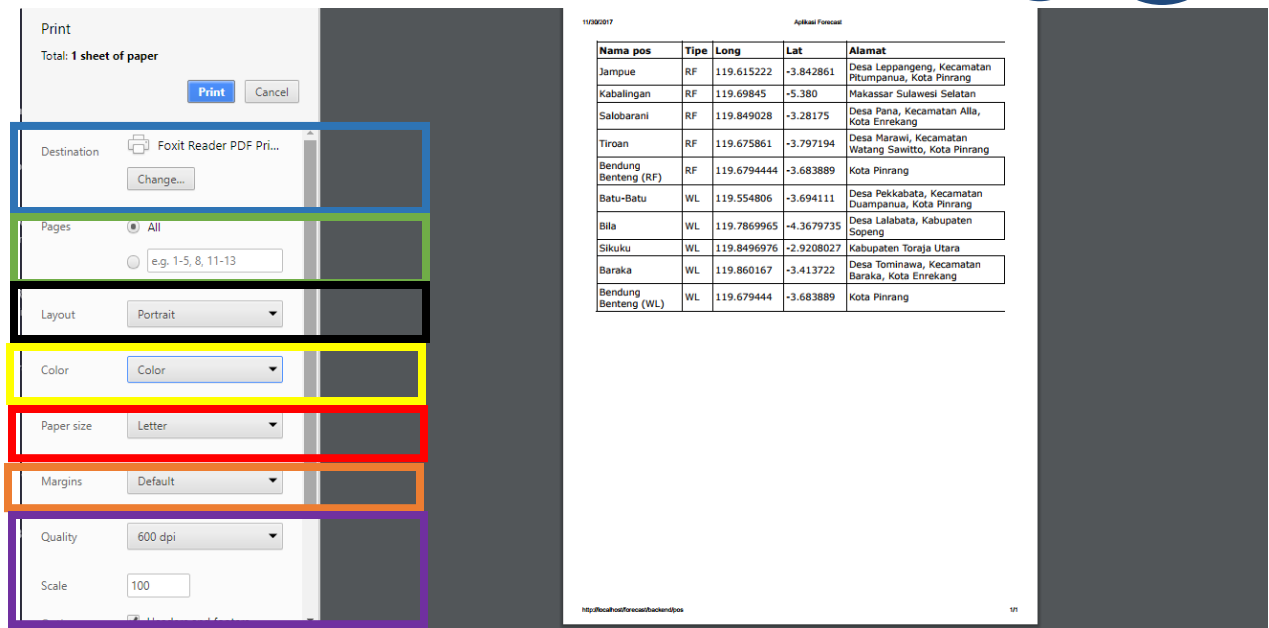 Print
Total: 1 sheet of paper
Print Cancel
Destination Foxit Reader PDF Pri...
Change...
Pages All
e.g. 1-5, 8, 11-13
Layout Portrait
Color Color
Paper size Letter
Margins Default
Quality 600 dpi
Scale 100
11/30/2017 Aplikasi Forecast
Nama pos Tipe Long Lat Alamat
Jampue RF 119.615222 -3.842861 Desa Leppangeng, Kecamatan
Pitumpanua, Kota Pinrang
Kabalingan RF 119.69845 -5.380 Makassar Sulawesi Selatan
Salobarani RF 119.849028 -3.28175 Desa Pana, Kecamatan Alla,
Kota Enrekang
Tiroan RF 119.675861 -3.797194 Desa Marawi, Kecamatan
Watang Sawitto, Kota Pinrang
Bendung
Benteng (RF) RF 119.6794444 -3.683889 Kota Pinrang
Batu-Batu WL 119.554806 -3.694111 Desa Pekkabata, Kecamatan
Duampanua, Kota Pinrang
Bila WL 119.7869965 -4.3679735 Desa Lalabata, Kabupaten
Sopeng
Sikuku WL 119.8496976 -2.9208027 Kabupaten Toraja Utara
Baraka WL 119.860167 -3.413722 Desa Tominawa, Kecamatan
Baraka, Kota Enrekang
Bendung
Benteng (WL) WL 119.679444 -3.683889 Kota Pinrang
http://localhost/forecast/backend/pos 1/1